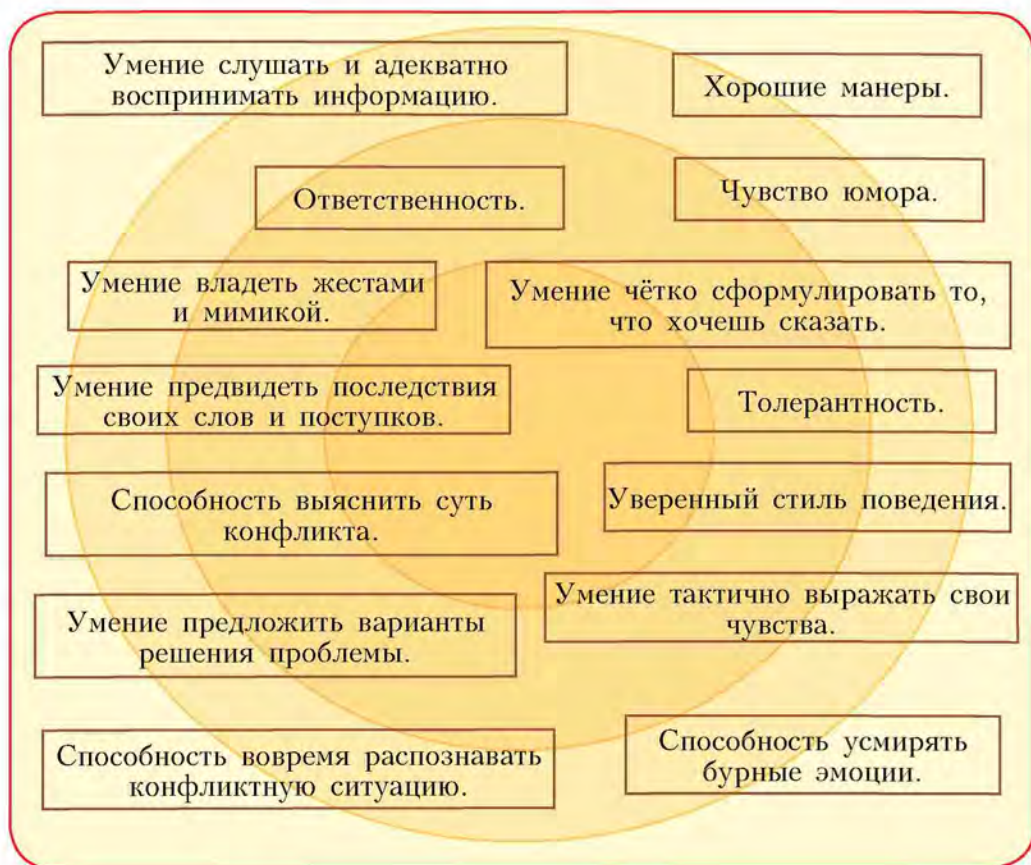 Умение слушать и адекватно
воспринимать информацию.
Хорошие манеры.
Ответственность.
Чувство юмора.
Умение владеть жестами
и мимикой.
Умение чётко сформулировать то,
что хочешь сказать.
Умение предвидеть последствия
своих слов и поступков.
Толерантность.
Способность выяснить суть
конфликта.
Уверенный стиль поведения.
Умение тактично выражать свои
чувства.
Умение предложить варианты
решения проблемы.
Способность вовремя распознавать
конфликтную ситуацию.
Способность усмирять
бурные эмоции.